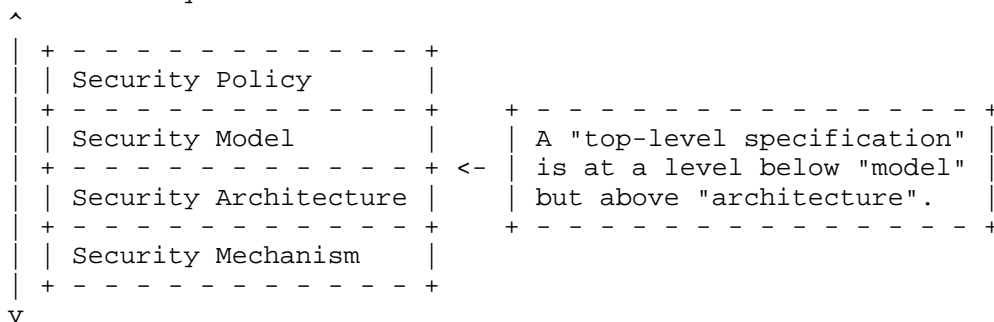 ^
| + - - - - - - - - - - - +
| | Security Policy |
| + - - - - - - - - - - - + + - - - - - - - - - - - - - - - +
| | Security Model | | A "top-level specification" |
| + - - - - - - - - - - - + <- | is at a level below "model" |
| | Security Architecture | | but above "architecture". |
| + - - - - - - - - - - - + + - - - - - - - - - - - - - - - +
| | Security Mechanism |
| + - - - - - - - - - - - +
v